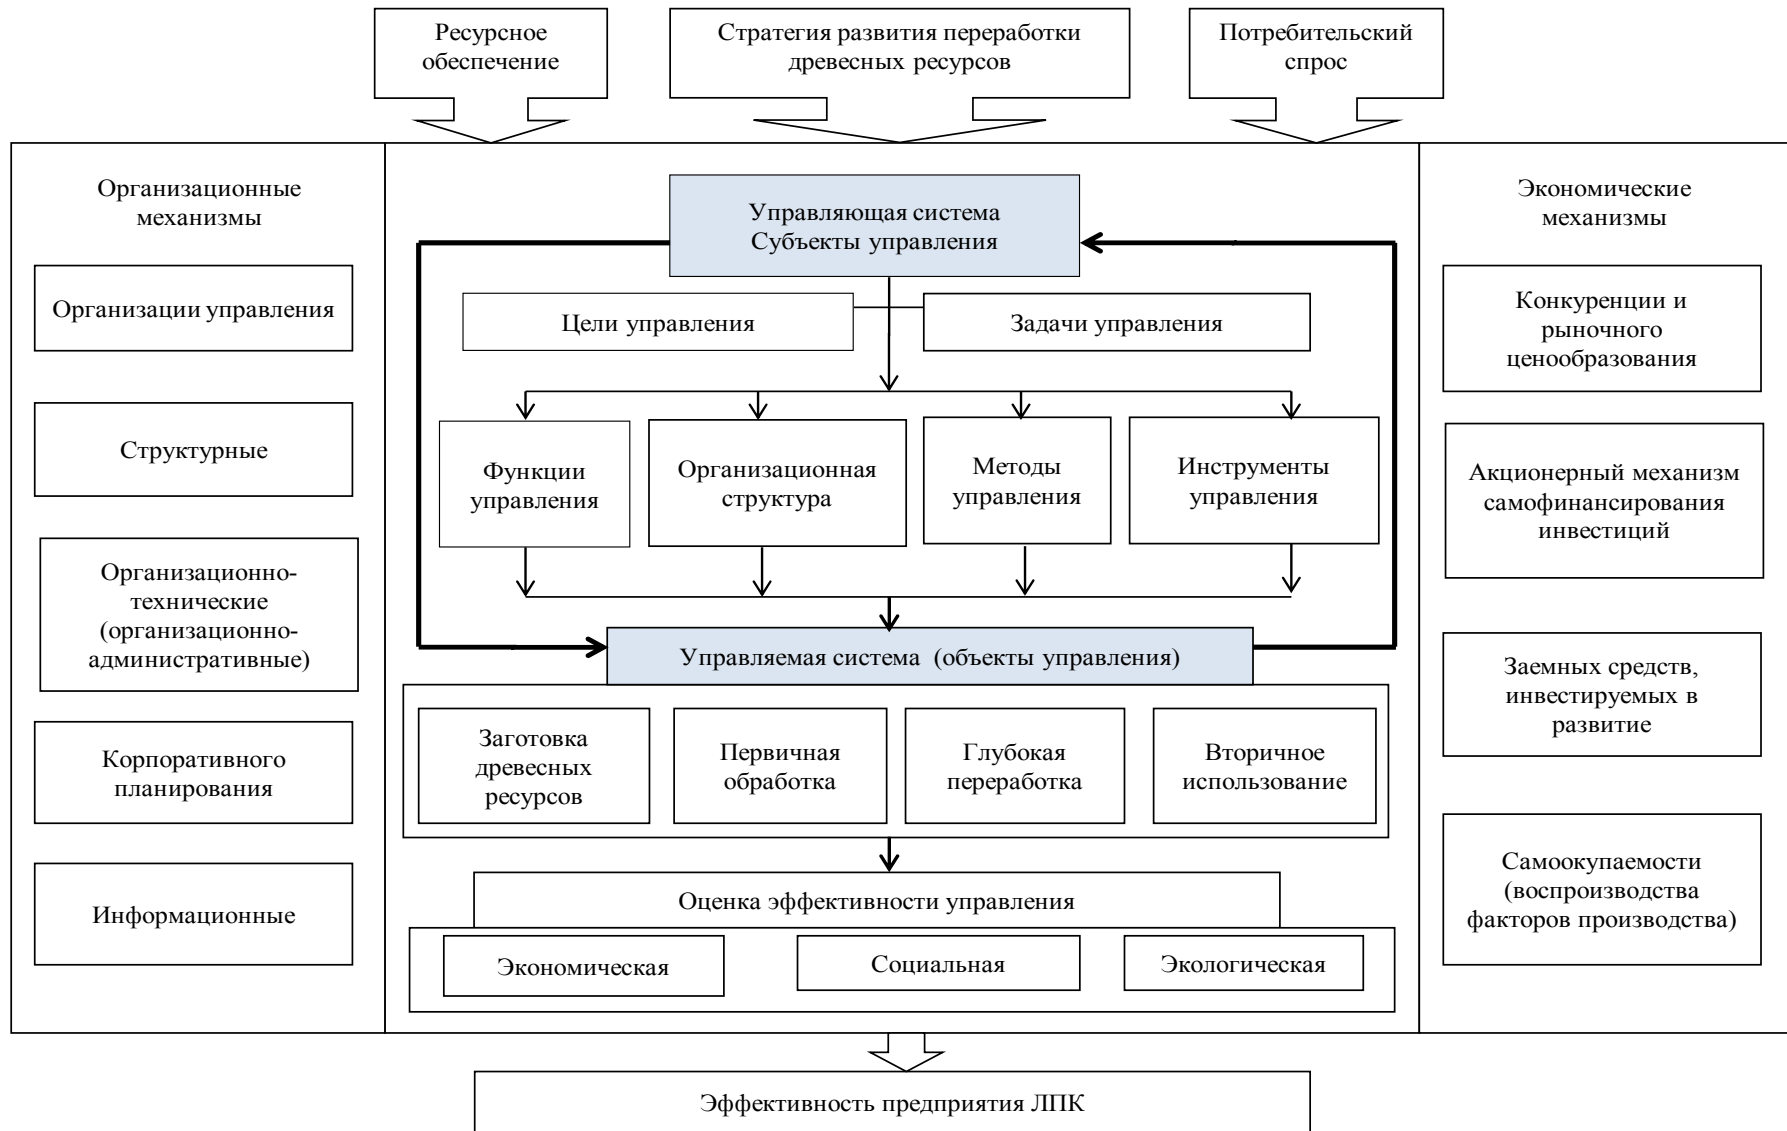 Ресурсное
обеспечение
Стратегия развития переработки
древесных ресурсов
Потребительский
спрос
Организационные
механизмы
Организации управления
Структурные
Организационно-
технические
(организационно-
административные)
Корпоративного
планирования
Информационные
Управляющая система
Субъекты управления
Цели управления
Задачи управления
Функции
управления
Организационная
структура
Методы
управления
Инструменты
управления
Управляемая система (объекты управления)
Заготовка
древесных
ресурсов
Первичная
обработка
Глубокая
переработка
Вторичное
использование
Оценка эффективности управления
Экономическая
Социальная
Экологическая
Экономические
механизмы
Конкуренции и
рыночного
ценообразования
Акционерный механизм
самофинансирования
инвестиций
Заемных средств,
инвестируемых в
развитие
Самоокупаемости
(воспроизводства
факторов производства)
Эффективность предприятия ЛПК